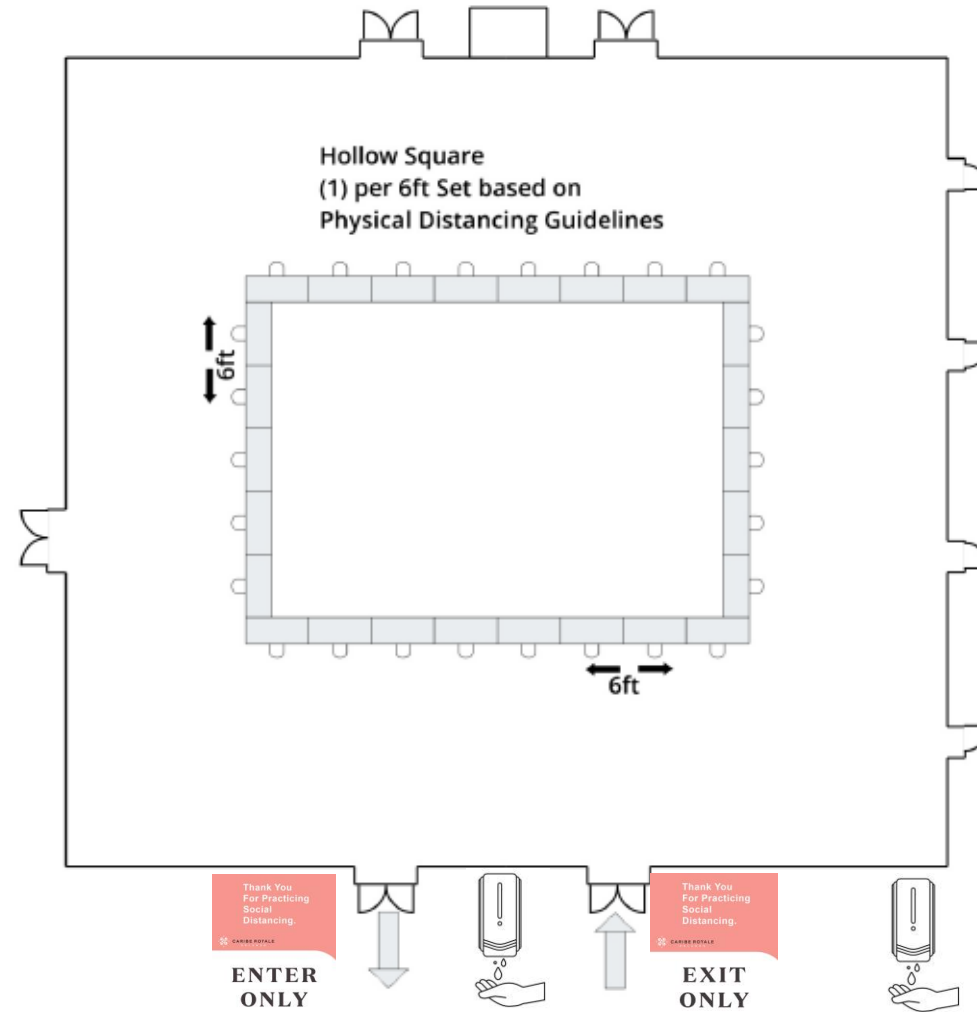 Hollow Square
(1) per 6ft Set based on
Physical Distancing Guidelines
6ft
6ft
Thank You
For Practicing
Social
Distancing.
CARIBE ROYALE
ENTER
ONLY
Thank You
For Practicing
Social
Distancing.
CARIBE ROYALE
EXIT
ONLY